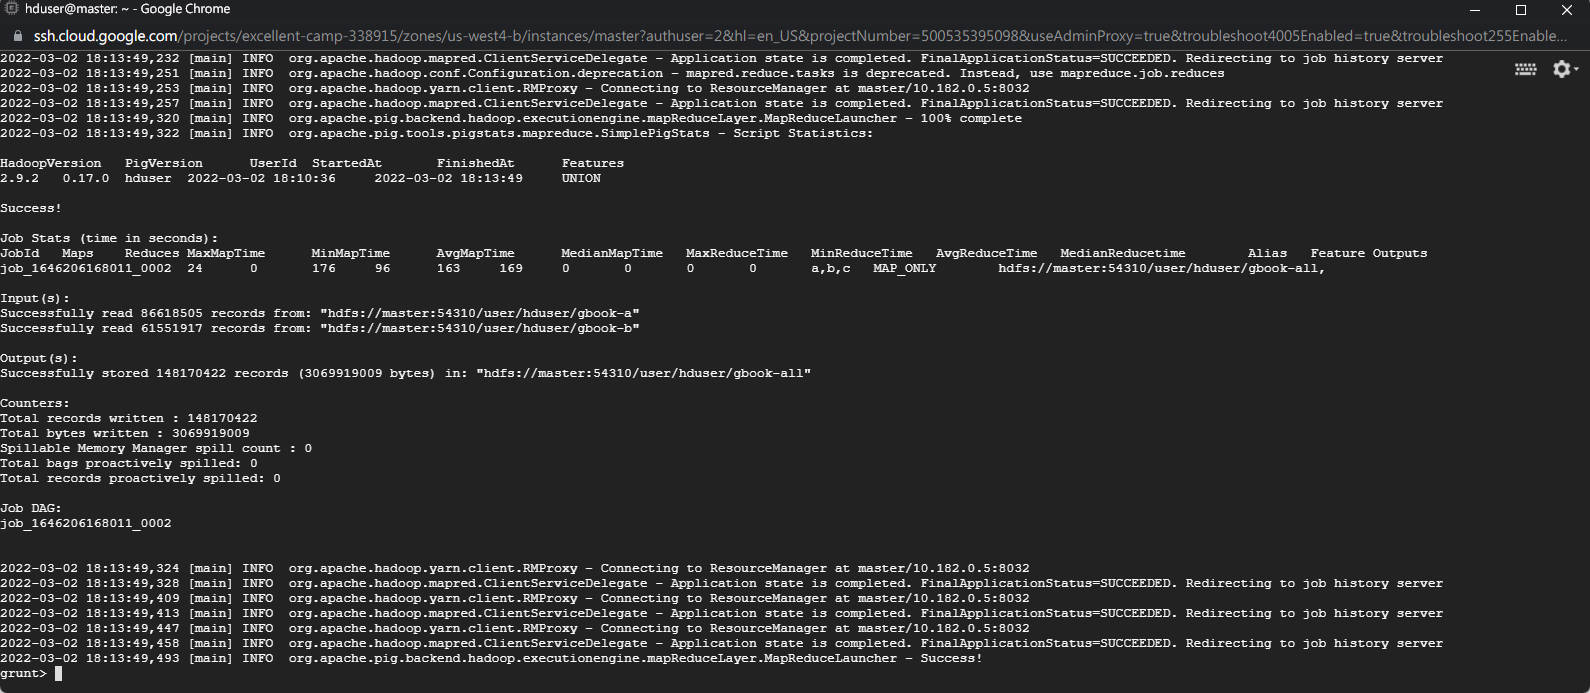 hduser@master: ~ - Google Chrome
ssh.cloud.google.com/projects/excellent-camp-338915/zones/us-west4-b/instances/master?authuser=2&hl=en_US&projectNumber=500535395098&useAdminProxy=true&troubleshoot4005Enabled=true&troubleshoot255Enable...
2022-03-02 18:13:49,232 [main] INFO  org.apache.hadoop.mapred.ClientServiceDelegate - Application state is completed. FinalApplicationStatus=SUCCEEDED. Redirecting to job history server
2022-03-02 18:13:49,251 [main] INFO  org.apache.hadoop.conf.Configuration.deprecation - mapred.reduce.tasks is deprecated. Instead, use mapreduce.job.reduces
2022-03-02 18:13:49,253 [main] INFO  org.apache.hadoop.yarn.client.RMProxy - Connecting to ResourceManager at master/10.182.0.5:8032
2022-03-02 18:13:49,257 [main] INFO  org.apache.hadoop.mapred.ClientServiceDelegate - Application state is completed. FinalApplicationStatus=SUCCEEDED. Redirecting to job history server
2022-03-02 18:13:49,320 [main] INFO  org.apache.pig.backend.hadoop.executionengine.mapReduceLayer.MapReduceLauncher - 100% complete
2022-03-02 18:13:49,322 [main] INFO  org.apache.pig.tools.pigstats.mapreduce.SimplePigStats - Script Statistics:
HadoopVersion   PigVersion      UserId  StartedAt       FinishedAt      Features
2.9.2   0.17.0  hduser  2022-03-02 18:10:36     2022-03-02 18:13:49     UNION
Success!
Job Stats (time in seconds):
JobId   Maps    Reduces MaxMapTime      MinMapTime      AvgMapTime      MedianMapTime   MaxReduceTime   MinReduceTime   AvgReduceTime   MedianReducetime        Alias   Feature Outputs
job_1646206168011_0002  24      0       176     96      163     169     0       0       0       0       a,b,c   MAP_ONLY        hdfs://master:54310/user/hduser/gbook-all,
Input(s):
Successfully read 86618505 records from: "hdfs://master:54310/user/hduser/gbook-a"
Successfully read 61551917 records from: "hdfs://master:54310/user/hduser/gbook-b"
Output(s):
Successfully stored 148170422 records (3069919009 bytes) in: "hdfs://master:54310/user/hduser/gbook-all"
Counters:
Total records written : 148170422
Total bytes written : 3069919009
Spillable Memory Manager spill count : 0
Total bags proactively spilled: 0
Total records proactively spilled: 0
Job DAG:
job_1646206168011_0002
2022-03-02 18:13:49,324 [main] INFO  org.apache.hadoop.yarn.client.RMProxy - Connecting to ResourceManager at master/10.182.0.5:8032
2022-03-02 18:13:49,328 [main] INFO  org.apache.hadoop.mapred.ClientServiceDelegate - Application state is completed. FinalApplicationStatus=SUCCEEDED. Redirecting to job history server
2022-03-02 18:13:49,409 [main] INFO  org.apache.hadoop.yarn.client.RMProxy - Connecting to ResourceManager at master/10.182.0.5:8032
2022-03-02 18:13:49,413 [main] INFO  org.apache.hadoop.mapred.ClientServiceDelegate - Application state is completed. FinalApplicationStatus=SUCCEEDED. Redirecting to job history server
2022-03-02 18:13:49,447 [main] INFO  org.apache.hadoop.yarn.client.RMProxy - Connecting to ResourceManager at master/10.182.0.5:8032
2022-03-02 18:13:49,458 [main] INFO  org.apache.hadoop.mapred.ClientServiceDelegate - Application state is completed. FinalApplicationStatus=SUCCEEDED. Redirecting to job history server
2022-03-02 18:13:49,493 [main] INFO  org.apache.pig.backend.hadoop.executionengine.mapReduceLayer.MapReduceLauncher - Success!
grunt>